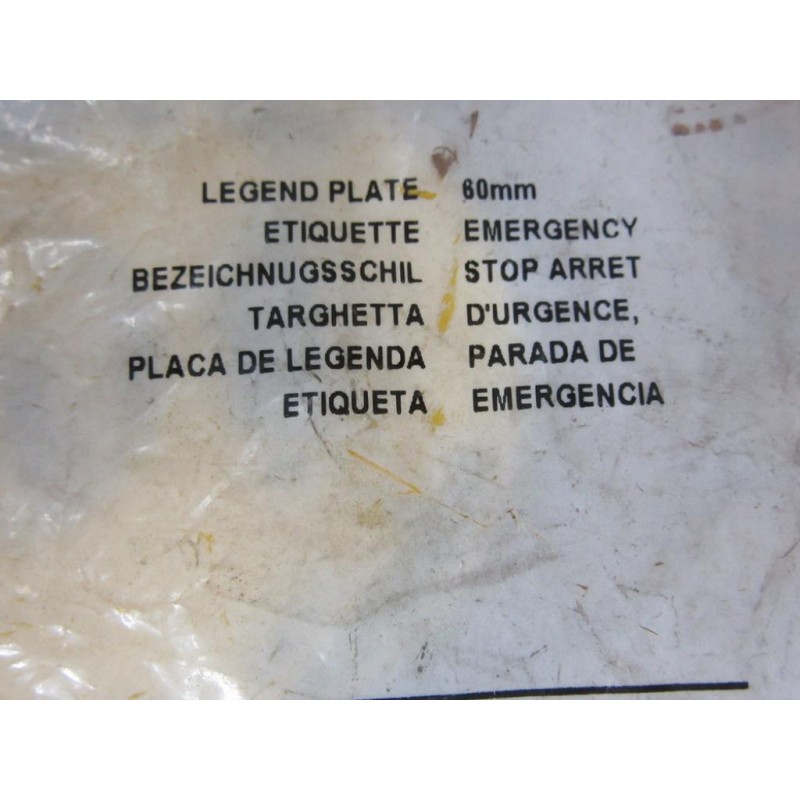 LEGEND PLATE 60mm
ETIQUETTE EMERGENCY
BEZEICHNUGSSCHIL STOP ARRET
TARGHETTA D'URGENCE,
PLACA DE LEGENDA PARADA DE
ETIQUETA EMERGENCIA